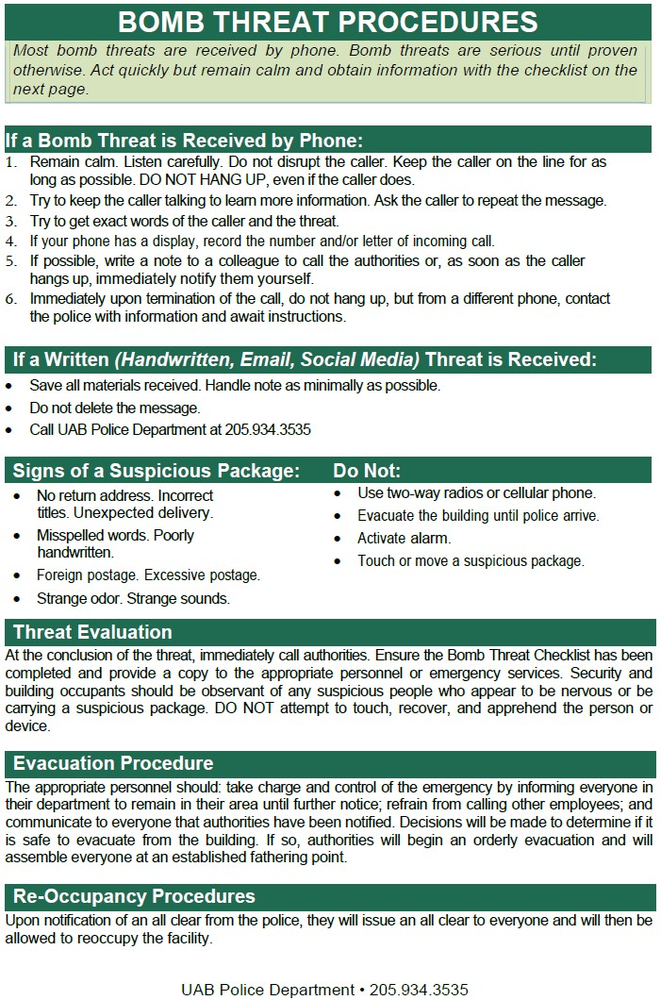 BOMB THREAT PROCEDURES
Most bomb threats are received by phone. Bomb threats are serious until proven
otherwise. Act quickly but remain calm and obtain information with the checklist on the
next page.
If a Bomb Threat is Received by Phone:
1. Remain calm. Listen carefully. Do not disrupt the caller. Keep the caller on the line for as
long as possible. DO NOT HANG UP, even if the caller does.
2. Try to keep the caller talking to learn more information. Ask the caller to repeat the message.
3. Try to get exact words of the caller and the threat.
4. If your phone has a display, record the number and/or letter of incoming call.
5. If possible, write a note to a colleague to call the authorities or, as soon as the caller
hangs up, immediately notify them yourself.
6. Immediately upon termination of the call, do not hang up, but from a different phone, contact
the police with information and await instructions.
If a Written (Handwritten, Email, Social Media) Threat is Received:
• Save all materials received. Handle note as minimally as possible.
• Do not delete the message.
• Call UAB Police Department at 205.934.3535
Signs of a Suspicious Package:
• No return address. Incorrect
titles. Unexpected delivery.
• Misspelled words. Poorly
handwritten.
• Foreign postage. Excessive postage.
• Strange odor. Strange sounds.
Do Not:
• Use two-way radios or cellular phone.
• Evacuate the building until police arrive.
• Activate alarm.
• Touch or move a suspicious package.
Threat Evaluation
At the conclusion of the threat, immediately call authorities. Ensure the Bomb Threat Checklist has been
completed and provide a copy to the appropriate personnel or emergency services. Security and
building occupants should be observant of any suspicious people who appear to be nervous or be
carrying a suspicious package. DO NOT attempt to touch, recover, and apprehend the person or
device.
Evacuation Procedure
The appropriate personnel should: take charge and control of the emergency by informing everyone in
their department to remain in their area until further notice; refrain from calling other employees; and
communicate to everyone that authorities have been notified. Decisions will be made to determine if it
is safe to evacuate from the building. If so, authorities will begin an orderly evacuation and will
assemble everyone at an established fathering point.
Re-Occupancy Procedures
Upon notification of an all clear from the police, they will issue an all clear to everyone and will then be
allowed to reoccupy the facility.
UAB Police Department • 205.934.3535